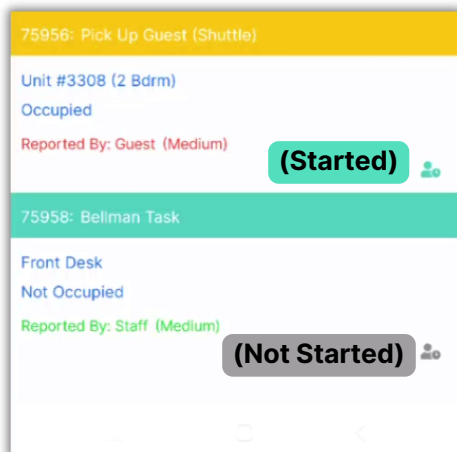 75956: Pick Up Guest (Shuttle)
Unit #3308 (2 Bdrm)
Occupied
Reported By: Guest (Medium)
(Started)
75958: Bellman Task
Front Desk
Not Occupied
Reported By: Staff (Medium)
(Not Started)